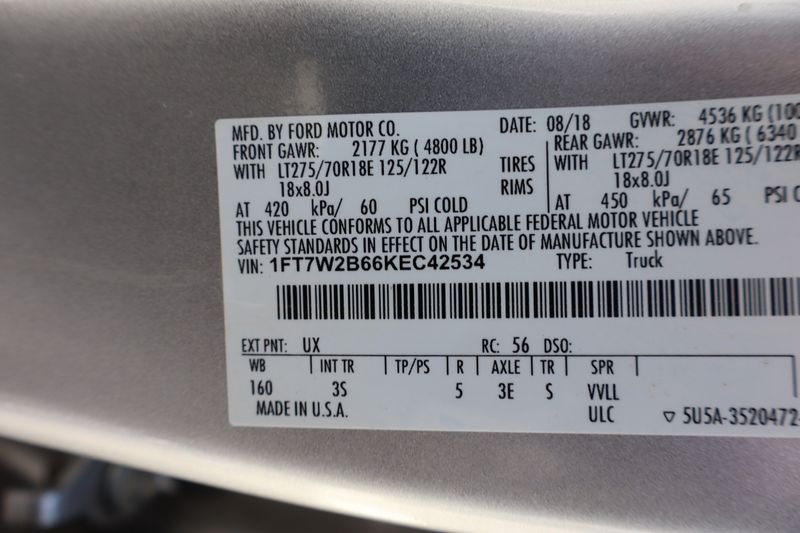 MFD. BY FORD MOTOR CO. DATE: 08/18 GVWR: 4536 KG
FRONT GAWR: 2177 KG ( 4800 LB) REAR GAWR: 2876 KG ( 6340
WITH LT275/70R18E 125/122R TIRES WITH LT275/70R18E 125/122R
18x8.0J RIMS 18x8.0J
AT 420 kPa/ 60 PSI COLD AT 450 kPa/ 65 PSI
THIS VEHICLE CONFORMS TO ALL APPLICABLE FEDERAL MOTOR VEHICLE
SAFETY STANDARDS IN EFFECT ON THE DATE OF MANUFACTURE SHOWN ABOVE.
VIN: 1FT7W2B66KEC42534 TYPE: Truck
EXT PNT: UX RC: 56 DSO:
WB INT TR TP/PS R AXLE TR SPR
160 3S 5 3E S VVLL
MADE IN U.S.A. ULC ▽ 5U5A-3520472-